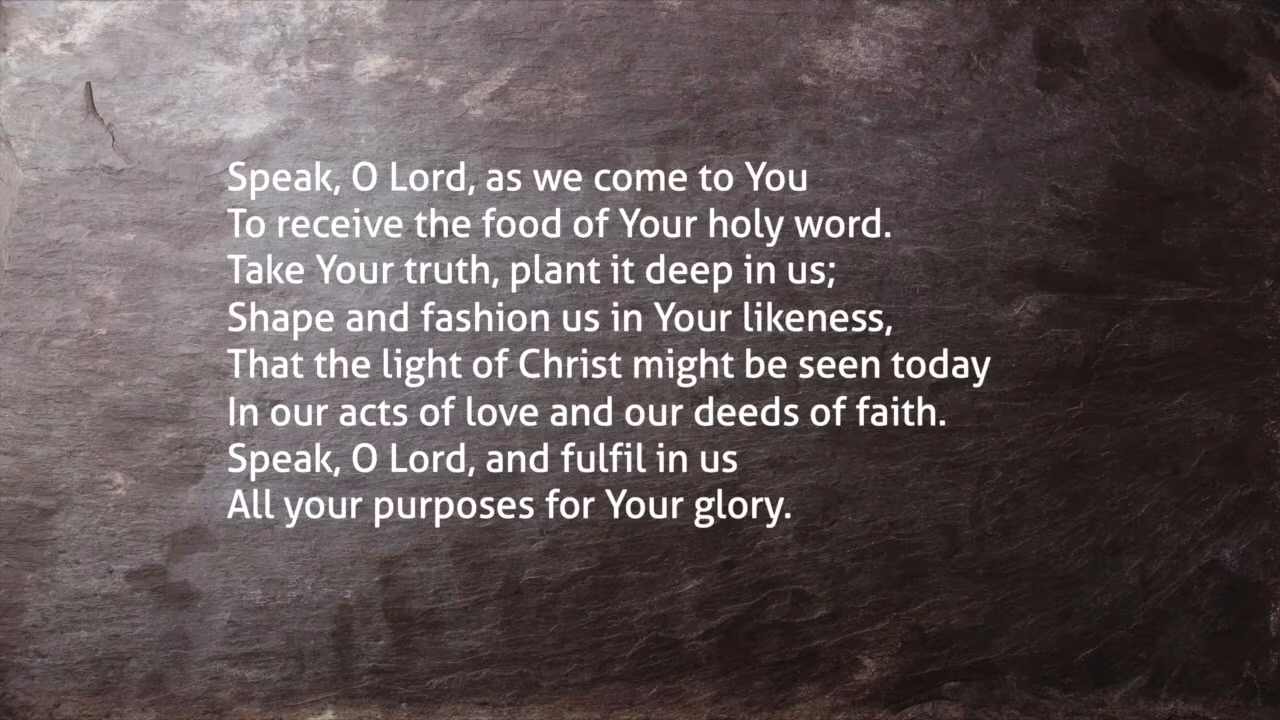 Speak, O Lord, as we come to You
To receive the food of Your holy word.
Take Your truth, plant it deep in us;
Shape and fashion us in Your likeness,
That the light of Christ might be seen today
In our acts of love and our deeds of faith.
Speak, O Lord, and fulfil in us
All your purposes for Your glory.